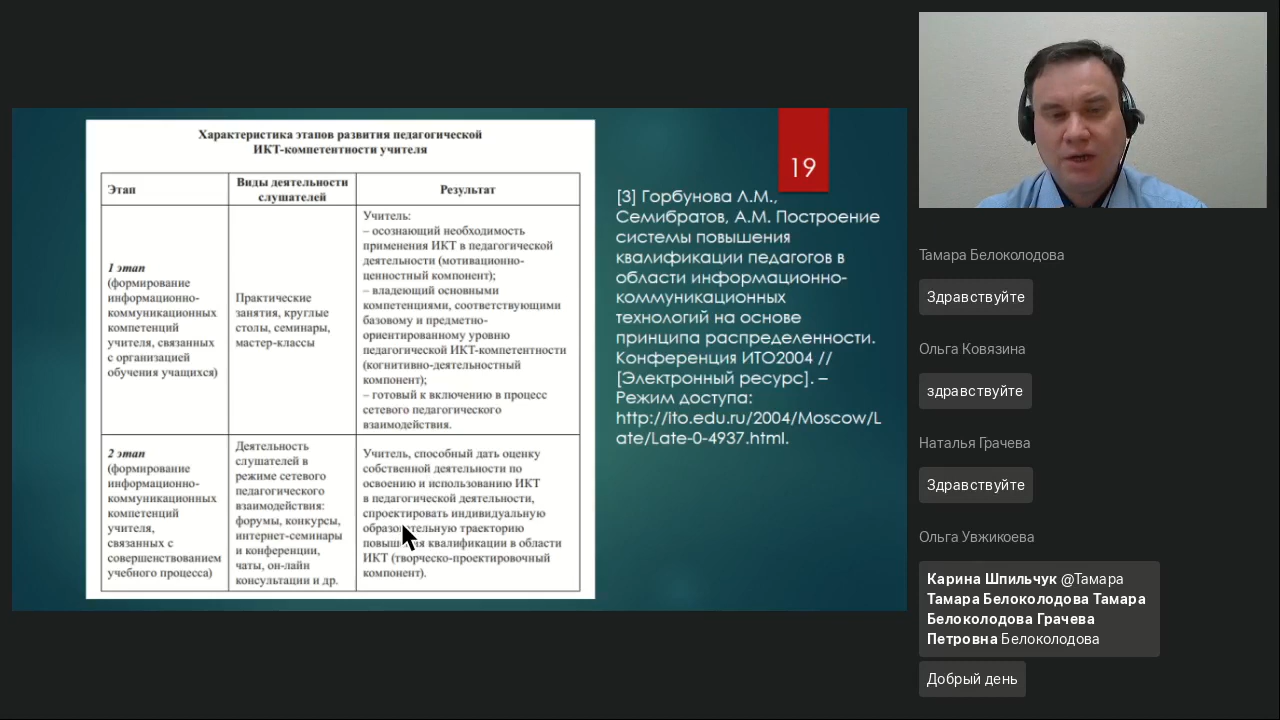 Характеристика этапов развития педагогической
ИКТ-компетентности учителя
Этап
Виды деятельности
слушателей
Результат
1 этап
(формирование
информационно-
коммуникационных
компетенций
учителя, связанных
с организацией
обучения учащихся)
Практические
занятия, круглые
столы, семинары,
мастер-классы
Учитель:
– осознающий необходимость
применения ИКТ в педагогической
деятельности (мотивационно-
ценностный компонент);
– владеющий основными
компетенциями, соответствующими
базовому и предметно-
ориентированному уровню
педагогической ИКТ-компетентности
(когнитивно-деятельностный
компонент);
– готовый к включению в процесс
сетевого педагогического
взаимодействия.
2 этап
(формирование
информационно-
коммуникационных
компетенций
учителя,
связанных с
совершенствованием
учебного процесса)
Деятельность
слушателей в
режиме сетевого
педагогического
взаимодействия:
форумы, конкурсы,
интернет-семинары
и конференции,
чаты, он-лайн
консультации и др.
Учитель, способный дать оценку
собственной деятельности по
освоению и использованию ИКТ
в педагогической деятельности,
спроектировать индивидуальную
образовательную траекторию
повышения квалификации в области
ИКТ (творческо-проектировочный
компонент).
19
[3] Горбунова Л.М.,
Семибратов, А.М. Построение
системы повышения
квалификации педагогов в
области информационно-
коммуникационных
технологий на основе
принципа распределенности.
Конференция ИТО2004 //
[Электронный ресурс]. –
Режим доступа:
http://ito.edu.ru/2004/Moscow/L
ate/Late-0-4937.html.
Тамара Белоколодова
Здравствуйте
Ольга Ковязина
здравствуйте
Наталья Грачева
Здравствуйте
Ольга Увжикоева
Карина Шпильчук @Тамара
Тамара Белоколодова Тамара
Белоколодова Грачева
Петровна Белоколодова
Добрый день